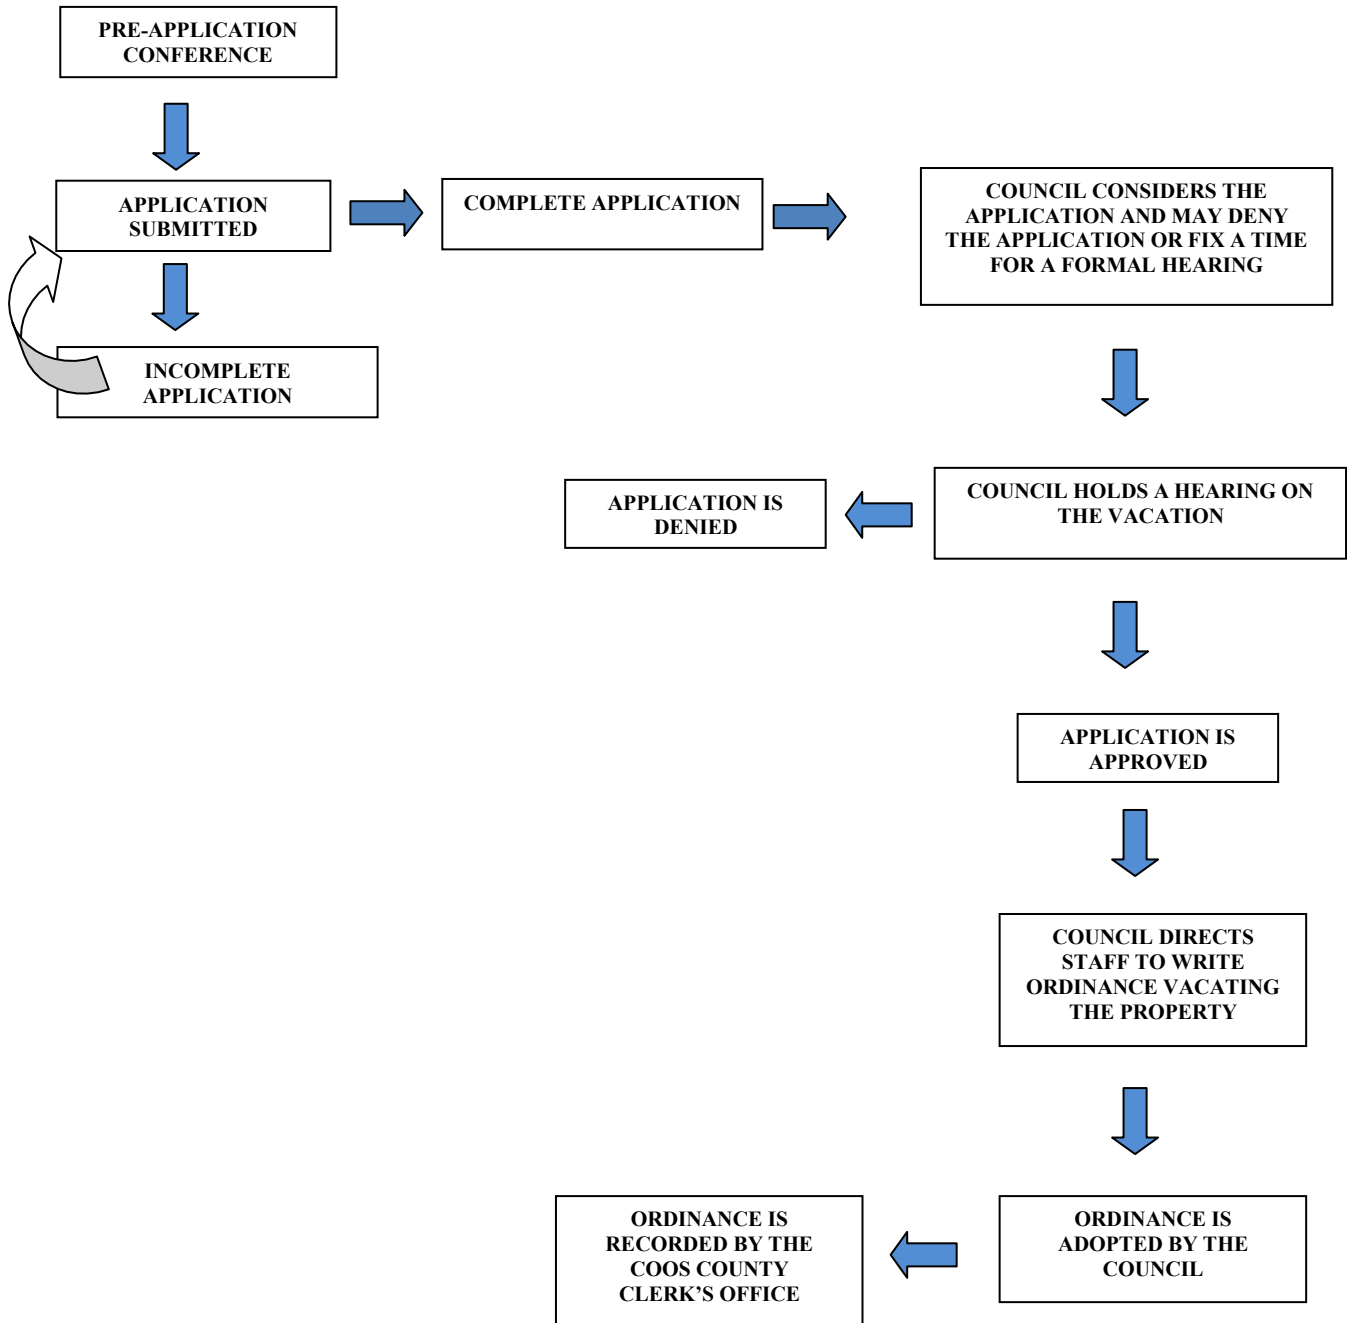 PRE-APPLICATION
CONFERENCE
APPLICATION
SUBMITTED
COMPLETE APPLICATION
COUNCIL CONSIDERS THE
APPLICATION AND MAY DENY
THE APPLICATION OR FIX A TIME
FOR A FORMAL HEARING
INCOMPLETE
APPLICATION
COUNCIL HOLDS A HEARING ON
THE VACATION
APPLICATION IS
DENIED
APPLICATION IS
APPROVED
COUNCIL DIRECTS
STAFF TO WRITE
ORDINANCE VACATING
THE PROPERTY
ORDINANCE IS
ADOPTED BY THE
COUNCIL
ORDINANCE IS
RECORDED BY THE
COOS COUNTY
CLERK’S OFFICE